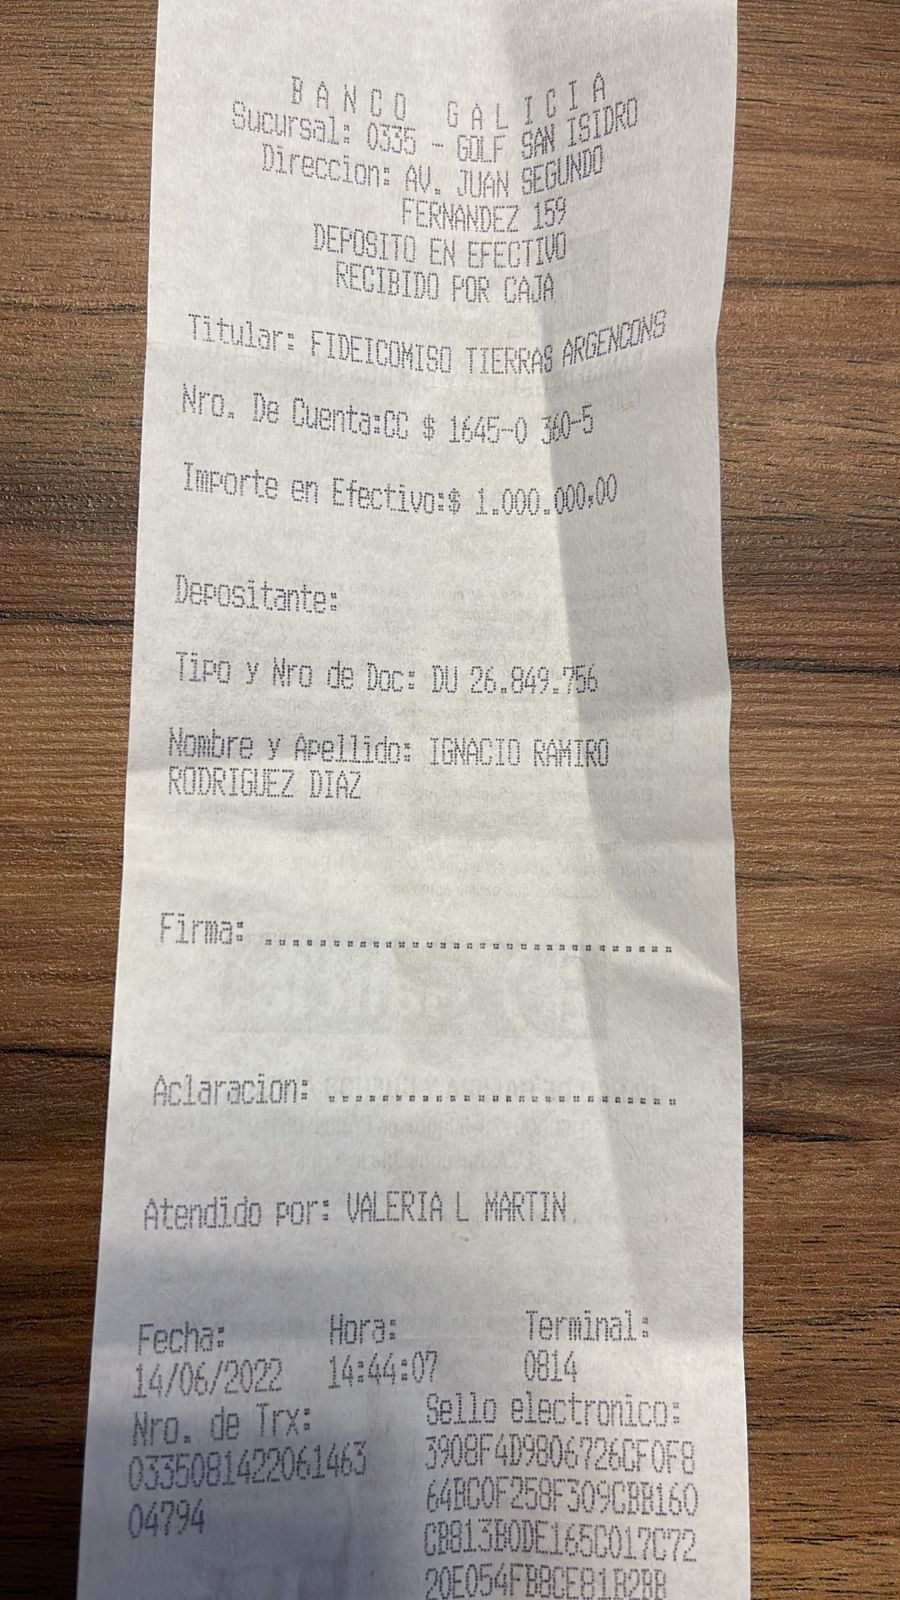 BANCO GALICIA
Sucursal: 0335 - GOLF SAN ISIDRO
Direccion: AV. JUAN SEGUNDO
FERNANDEZ 159
DEPOSITO EN EFECTIVO
RECIBIDO POR CAJA
Titular: FIDEICOMISO TIERRAS ARGENCONS
Nro. De Cuenta:CC $ 1645-0 360-5
Importe en Efectivo:$ 1.000.000,00
Depositante:
Tipo y Nro de Doc: DU 26.849.756
Nombre y Apellido: IGNACIO RAMIRO
RODRIGUEZ DIAZ
Firma: ..............................
Aclaracion: ..........................
Atendido por: VALERIA L MARTIN
Fecha: Hora: Terminal:
14/06/2022 14:44:07 0814
Nro. de Trx: Sello electronico:
0335081422061463 3908F4D9806726CF0F8
04794 64BC0F258F309CBB160
CB813B0DE165C017C72
20E054FB8CE81B2BB